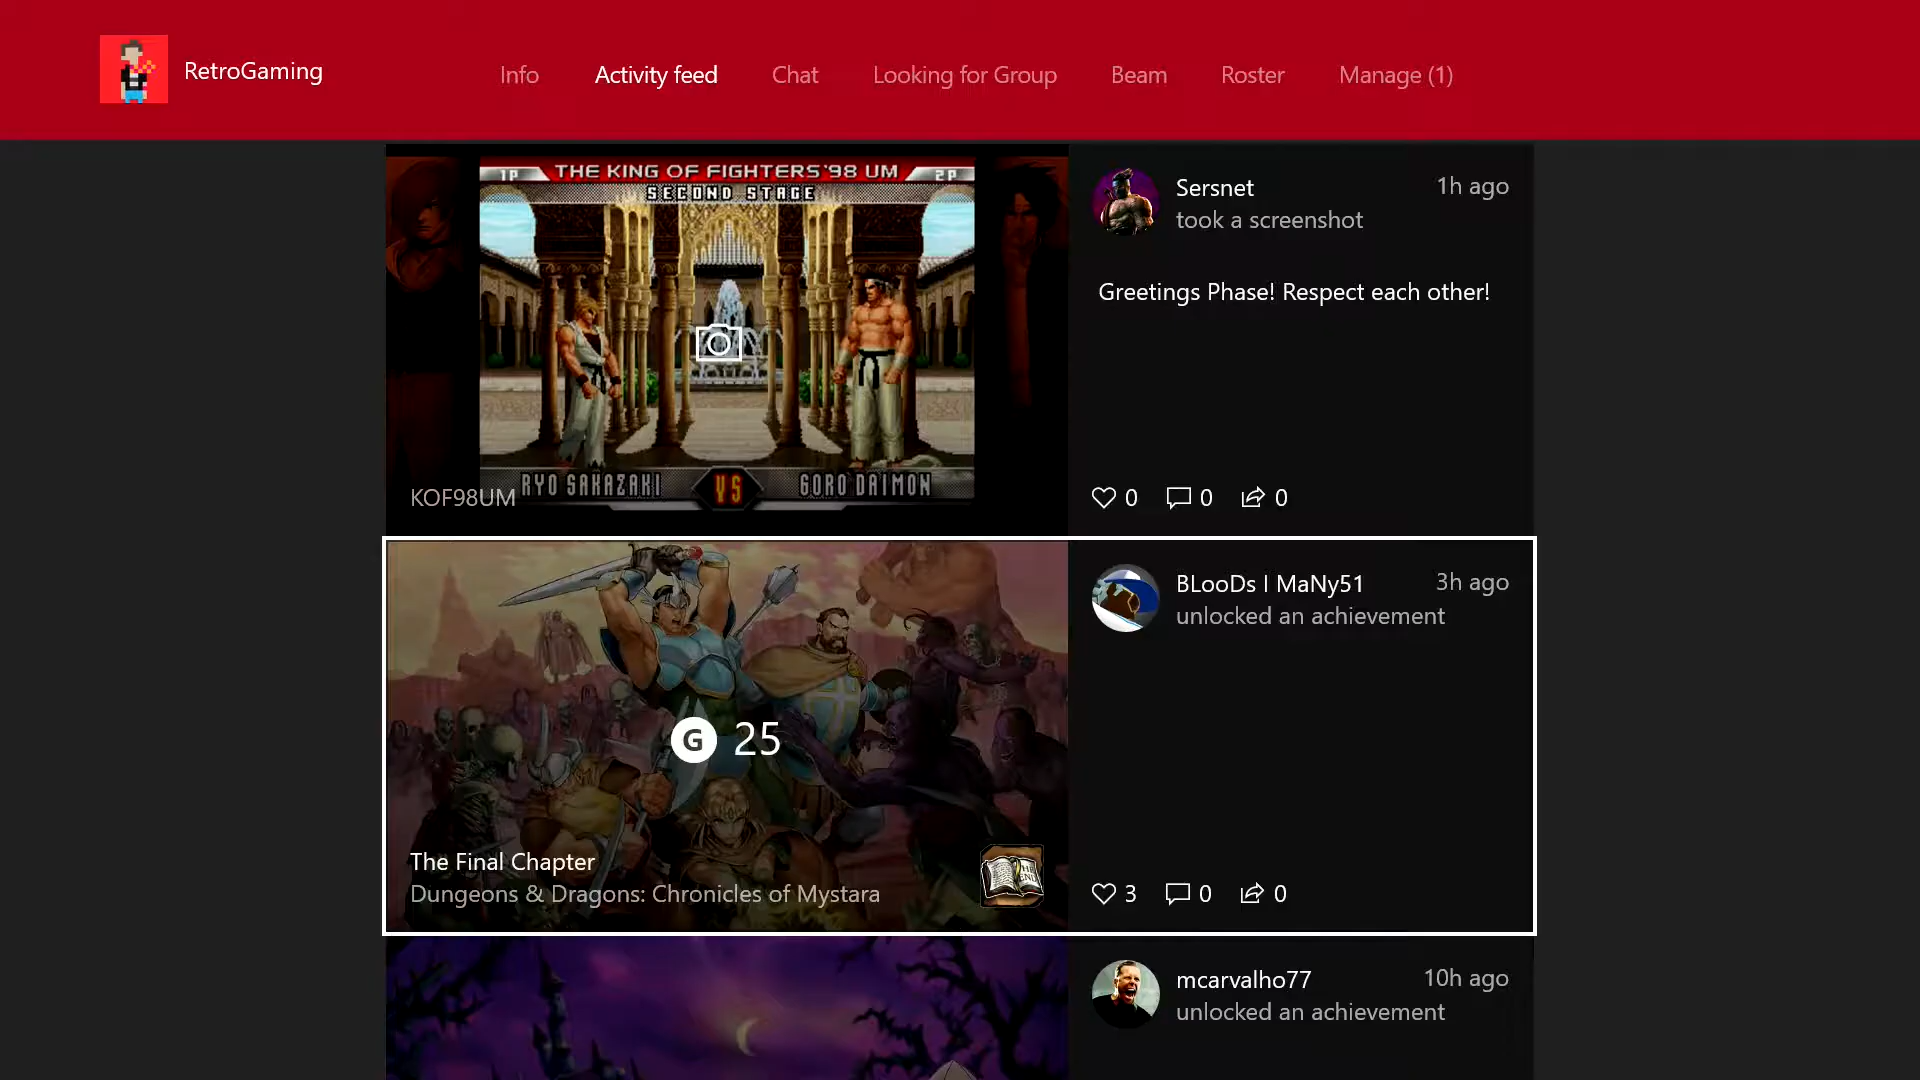 RetroGaming
Info
Activity feed
Chat
Looking for Group
Beam
Roster
Manage (1)
1P
THE KING OF FIGHTERS'98 UM
2P
SECOND STAGE
RYO SAKAZAKI
VS
GORO DAIMON
KOF98UM
Sersnet
1h ago
took a screenshot
Greetings Phase! Respect each other!
0
0
0
G 25
The Final Chapter
Dungeons & Dragons: Chronicles of Mystara
THE
END
BLooDs I MaNy51
3h ago
unlocked an achievement
3
0
0
mcarvalho77
10h ago
unlocked an achievement